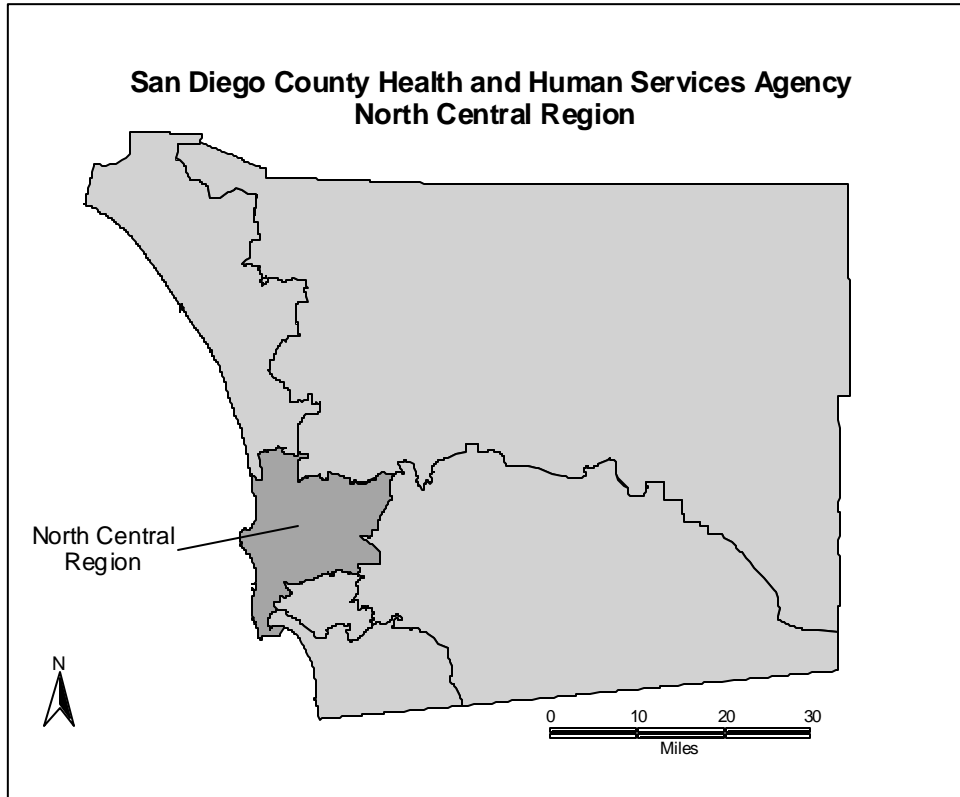 San Diego County Health and Human Services Agency
North Central Region
North Central
Region
N
0 10 20 30
Miles